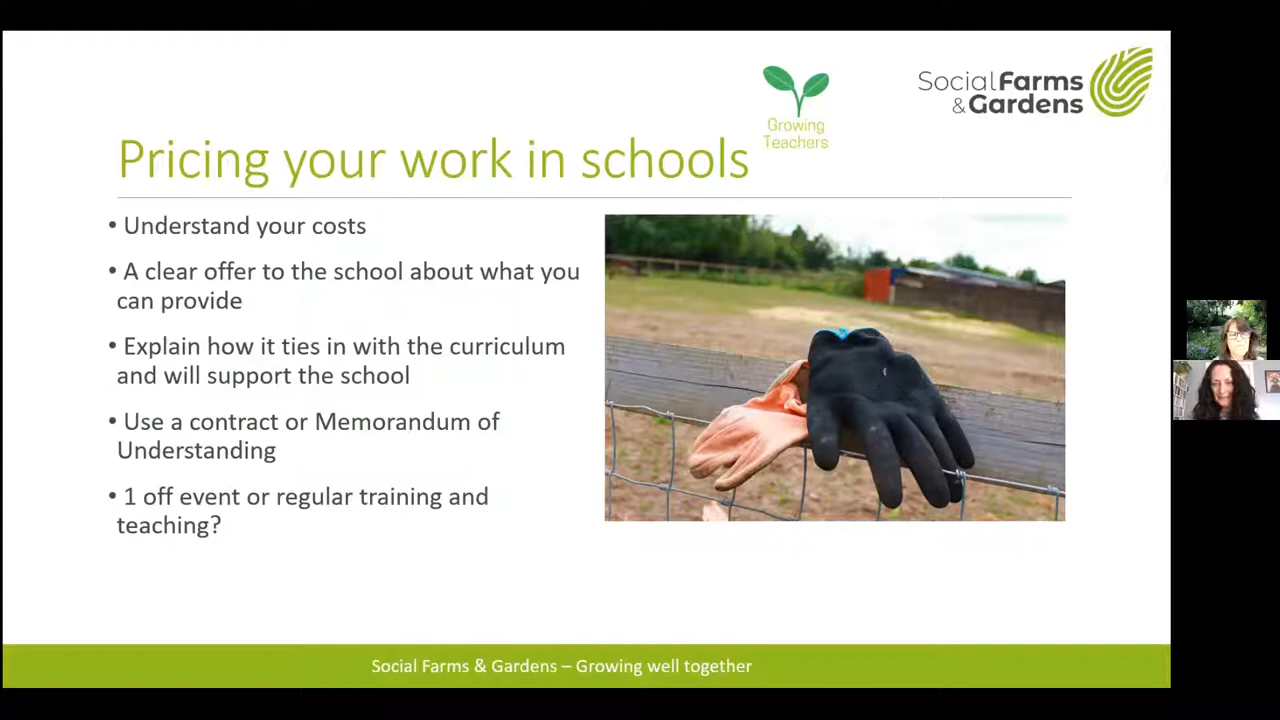 Social Farms
& Gardens
Growing
Teachers
Pricing your work in schools
• Understand your costs
• A clear offer to the school about what you
can provide
• Explain how it ties in with the curriculum
and will support the school
• Use a contract or Memorandum of
Understanding
• 1 off event or regular training and
teaching?
Social Farms & Gardens – Growing well together